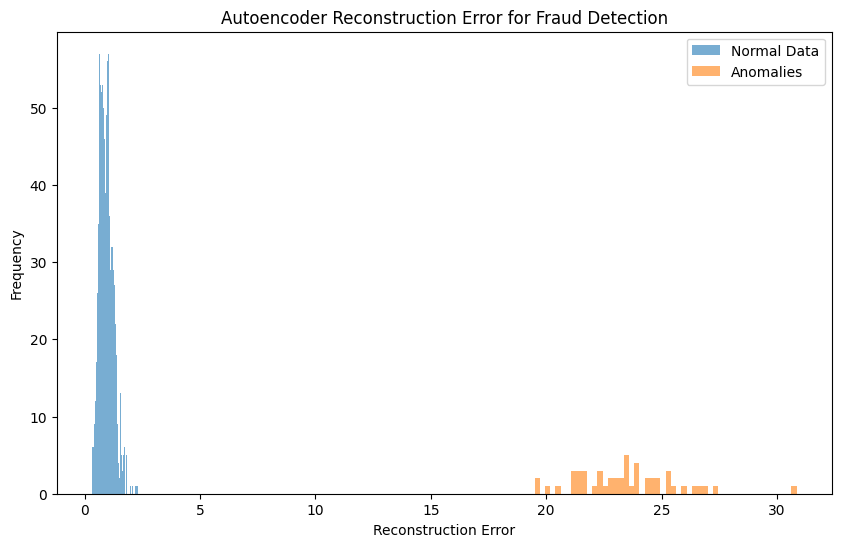 Autoencoder Reconstruction Error for Fraud Detection
Normal Data
Anomalies
Frequency
50
40
30
20
10
0
0 5 10 15 20 25 30
Reconstruction Error